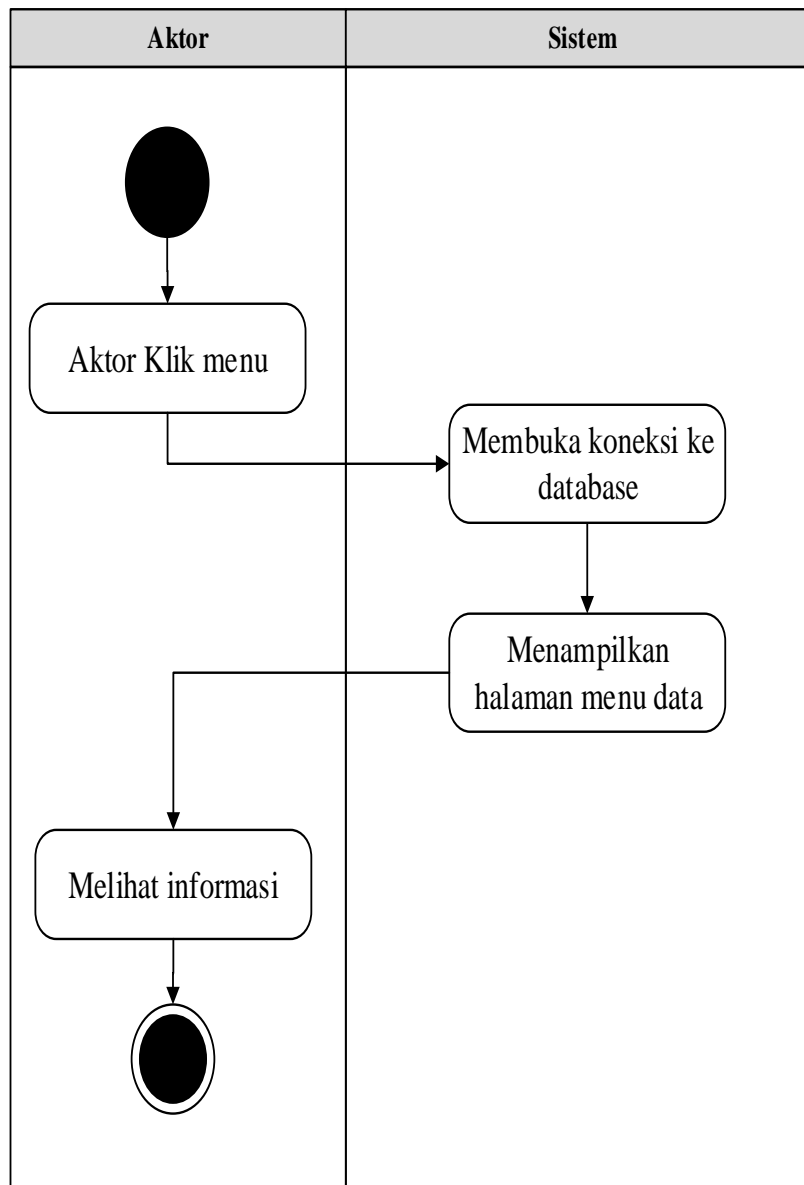 Aktor
Sistem
Aktor Klik menu
Membuka koneksi ke
database
Menampilkan
halaman menu data
Melihat informasi